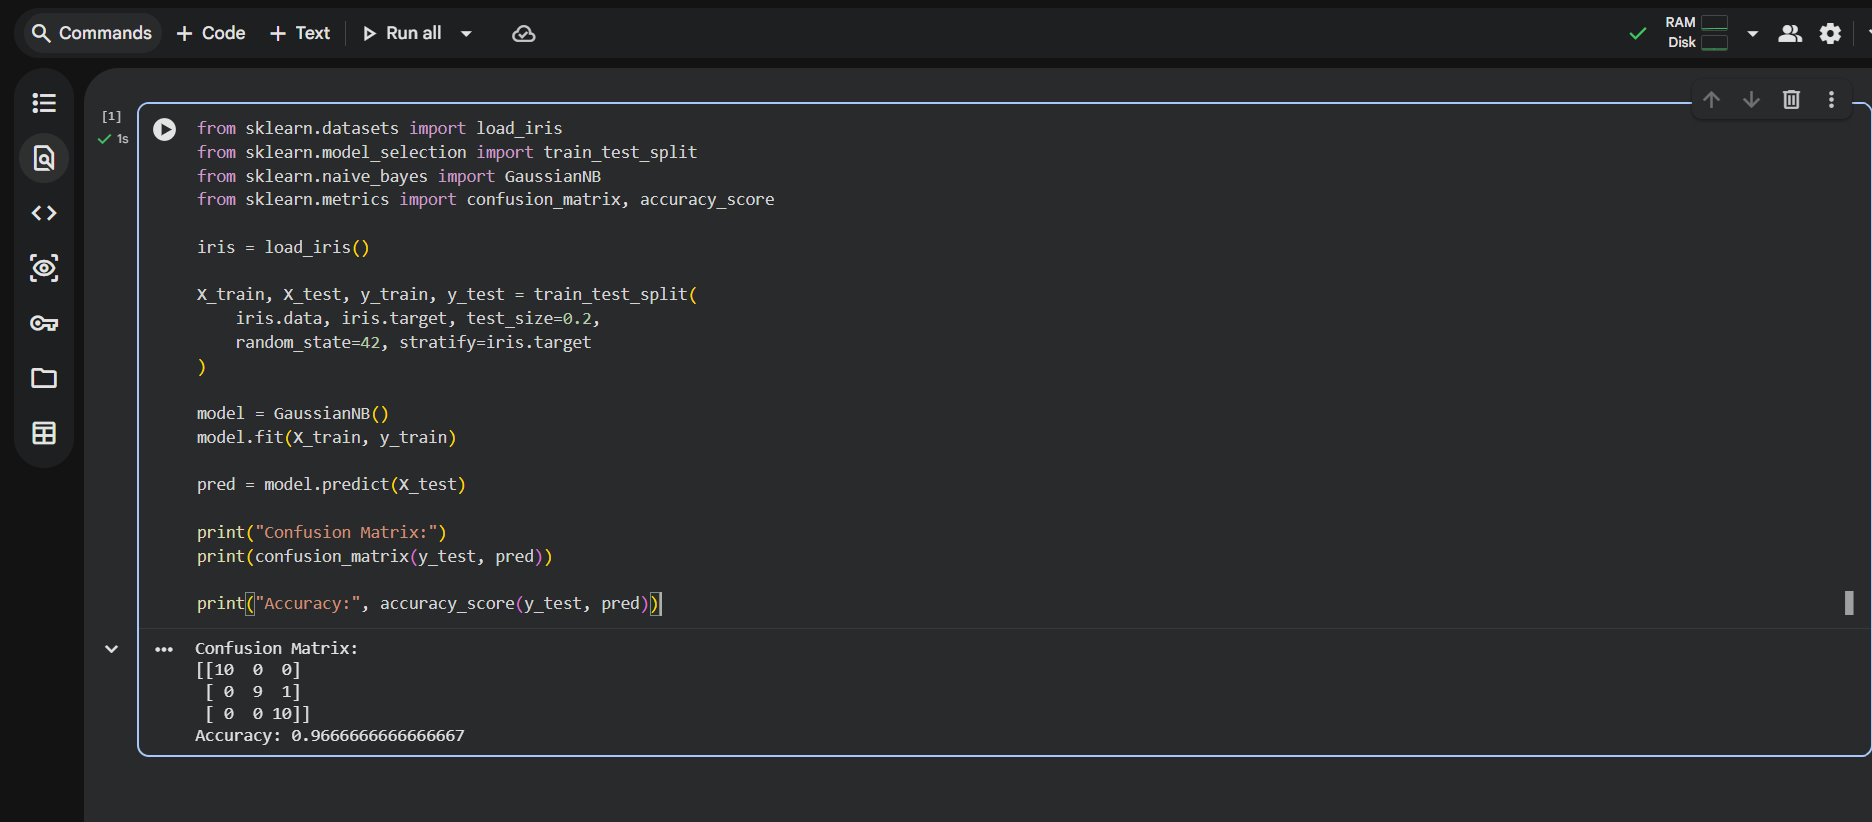 Commands + Code + Text Run all
RAM
Disk
[1]
1s
from sklearn.datasets import load_iris
from sklearn.model_selection import train_test_split
from sklearn.naive_bayes import GaussianNB
from sklearn.metrics import confusion_matrix, accuracy_score
iris = load_iris()
X_train, X_test, y_train, y_test = train_test_split(
    iris.data, iris.target, test_size=0.2,
    random_state=42, stratify=iris.target
)
model = GaussianNB()
model.fit(X_train, y_train)
pred = model.predict(X_test)
print("Confusion Matrix:")
print(confusion_matrix(y_test, pred))
print("Accuracy:", accuracy_score(y_test, pred))
Confusion Matrix:
[[10  0  0]
 [ 0  9  1]
 [ 0  0 10]]
Accuracy: 0.9666666666666667